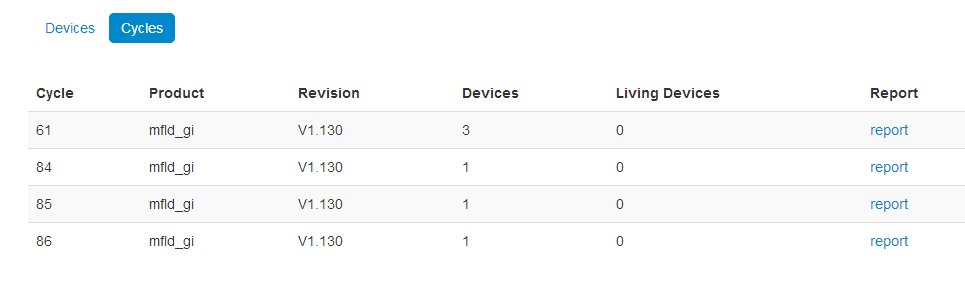 Devices Cycles
Cycle Product Revision Devices Living Devices Report
61 mfld_gi V1.130 3 0 report
84 mfld_gi V1.130 1 0 report
85 mfld_gi V1.130 1 0 report
86 mfld_gi V1.130 1 0 report